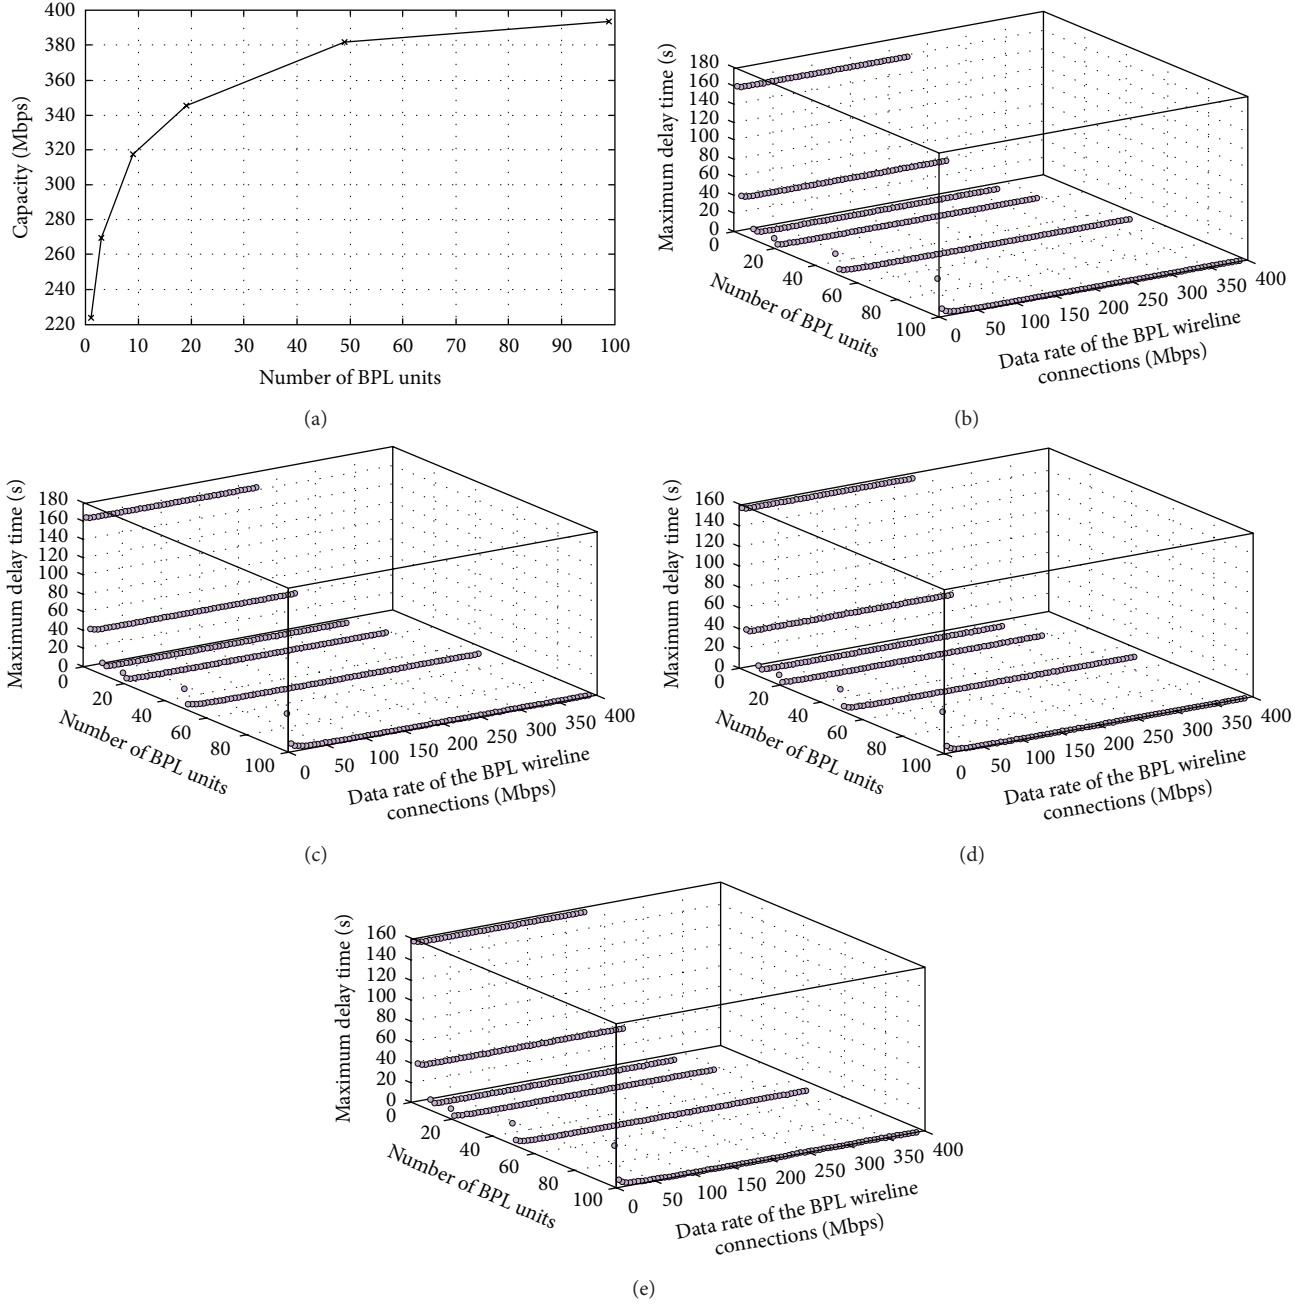 400
380
360
340
320
300
280
260
240
220
Capacity (Mbps)
0 10 20 30 40 50 60 70 80 90 100
Number of BPL units
(a)
180
160
140
120
100
80
60
40
20
0
Maximum delay time (s)
0
20
40
60
80
100
Number of BPL units
0 50 100 150 200 250 300 350 400
Data rate of the BPL wireline
connections (Mbps)
(b)
180
160
140
120
100
80
60
40
20
0
Maximum delay time (s)
0
20
40
60
80
100
Number of BPL units
0 50 100 150 200 250 300 350 400
Data rate of the BPL wireline
connections (Mbps)
(c)
160
140
120
100
80
60
40
20
0
Maximum delay time (s)
0
20
40
60
80
100
Number of BPL units
0 50 100 150 200 250 300 350 400
Data rate of the BPL wireline
connections (Mbps)
(d)
160
140
120
100
80
60
40
20
0
Maximum delay time (s)
0
20
40
60
80
100
Number of BPL units
0 50 100 150 200 250 300 350 400
Data rate of the BPL wireline
connections (Mbps)
(e)